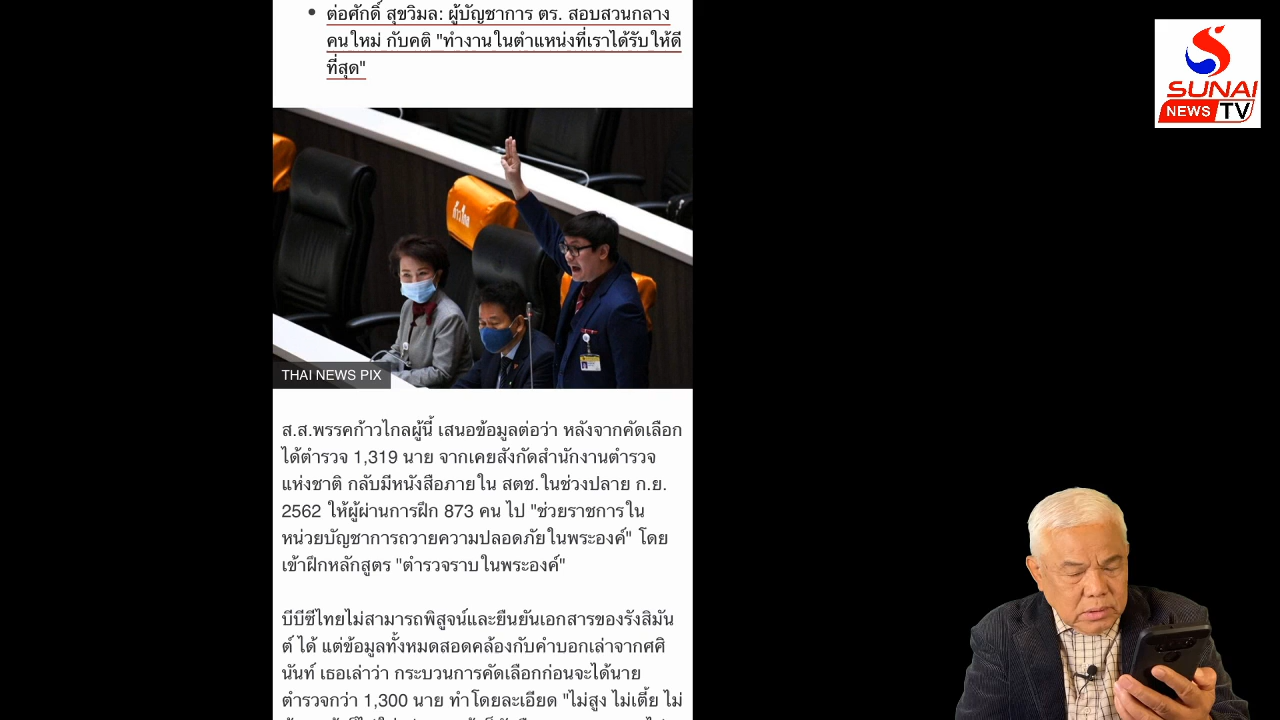 ต่อศักดิ์ สุขวิมล: ผู้บัญชาการ ตร. สอบสวนกลาง
คนใหม่ กับคติ "ทำงานในตำแหน่งที่เราได้รับให้ดี
ที่สุด"
SUNAI
NEWS TV
ก้าวไกล
THAI NEWS PIX
ส.ส.พรรคก้าวไกลผู้นี้ เสนอข้อมูลต่อว่า หลังจากคัดเลือก
ได้ตำรวจ 1,319 นาย จากเคยสังกัดสำนักงานตำรวจ
แห่งชาติ กลับมีหนังสือภายใน สตช. ในช่วงปลาย ก.ย.
2562 ให้ผู้ผ่านการฝึก 873 คน ไป "ช่วยราชการใน
หน่วยบัญชาการถวายความปลอดภัยในพระองค์" โดย
เข้าฝึกหลักสูตร "ตำรวจราบในพระองค์"
บีบีซีไทยไม่สามารถพิสูจน์และยืนยันเอกสารของรังสิมัน
ต์ ได้ แต่ข้อมูลทั้งหมดสอดคล้องกับคำบอกเล่าจากศศิ
นันท์ เธอเล่าว่า กระบวนการคัดเลือกก่อนจะได้นาย
ตำรวจกว่า 1,300 นาย ทำโดยละเอียด "ไม่สูง ไม่เตี้ย ไม่